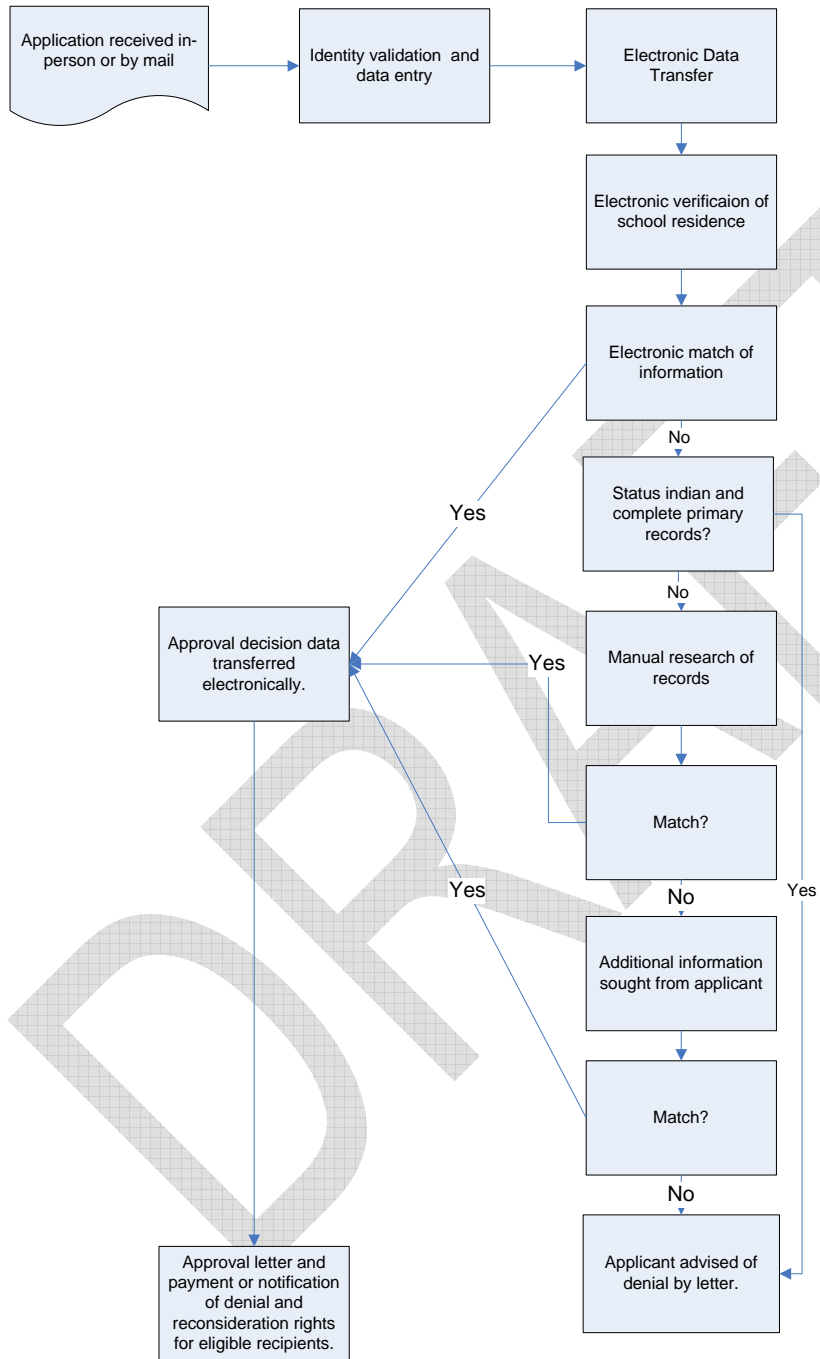 Application received in-
person or by mail
Identity validation and
data entry
Electronic Data
Transfer
Electronic verificaion of
school residence
Electronic match of
information
No
Yes
Status indian and
complete primary
records?
No
Approval decision data
transferred
electronically.
Yes
Manual research of
records
Match?
Yes
No
Yes
Additional information
sought from applicant
Match?
No
Approval letter and
payment or notification
of denial and
reconsideration rights
for eligible recipients.
Applicant advised of
denial by letter.
DRAFT